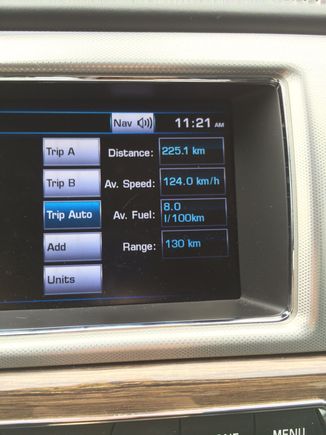 Nav 11:21 AM
Trip A Distance: 225.1 km
Trip B Av. Speed: 124.0 km/h
Trip Auto Av. Fuel: 8.0
l/100km
Add Range: 130 km
Units